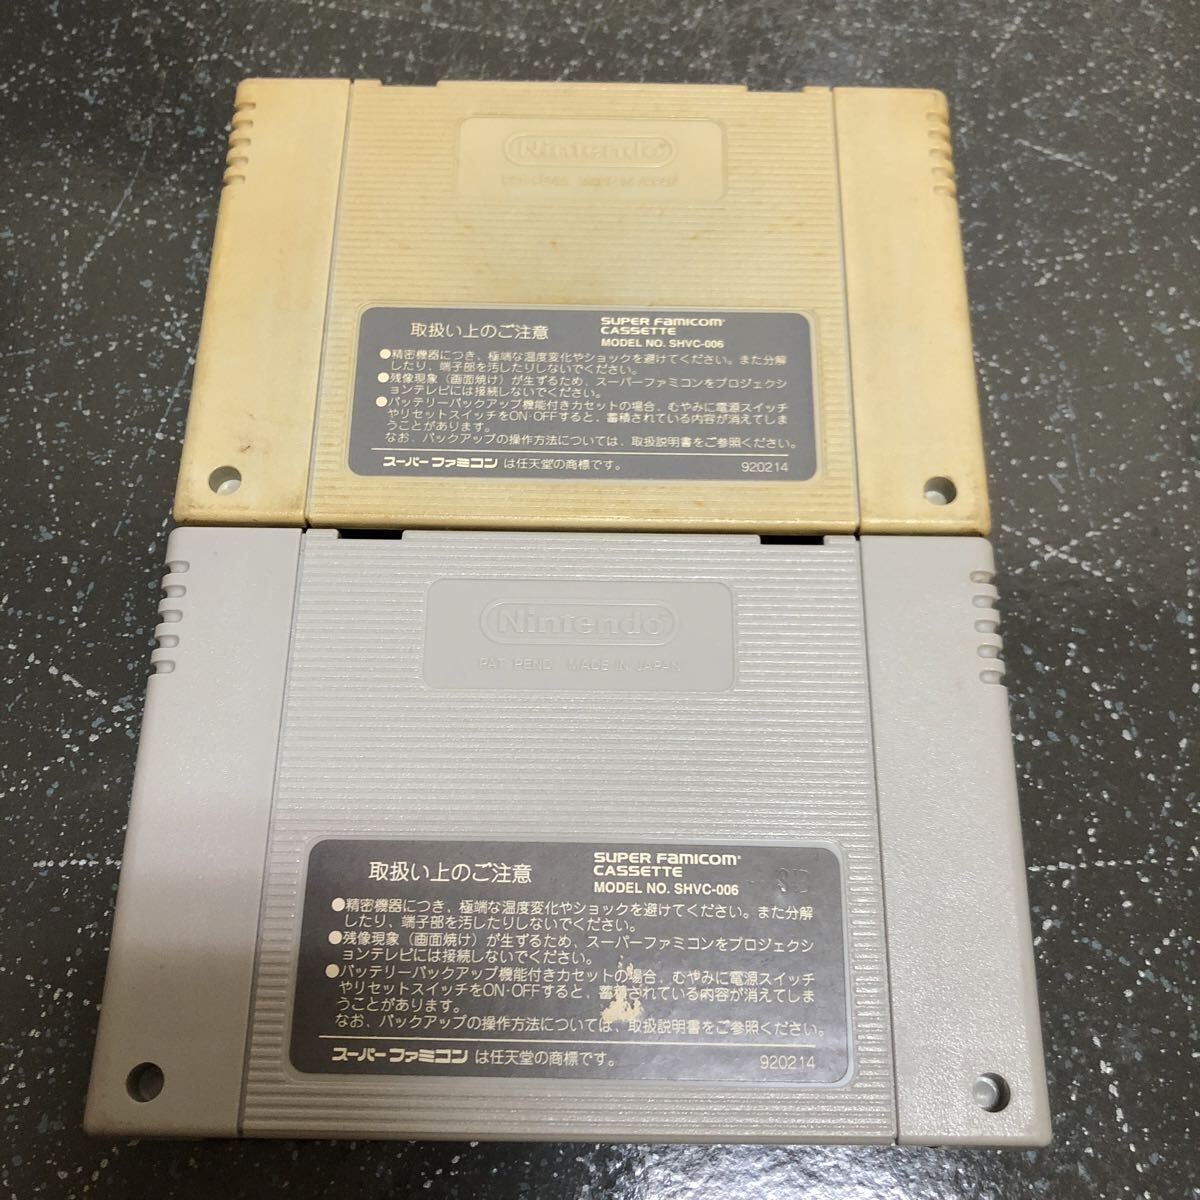 Nintendo
取扱い上のご注意
SUPER FAMICOM
CASSETTE
MODEL NO. SHVC-006
●精密機器につき、極端な温度変化やショックを避けてください。また分解
したり、端子部を汚したりしないでください。
●残像現象(画面焼け)が生ずるため、スーパーファミコンをプロジェクシ
ョンテレビには接続しないでください。
●バッテリーバックアップ機能付きカセットの場合、むやみに電源スイッチ
やリセットスイッチをON・OFFすると、蓄積されている内容が消えてしま
うことがあります。
なお、バックアップの操作方法については、取扱説明書をご参照ください。
スーパーファミコン は任天堂の商標です。
920214
Nintendo
PAT. PEND. MADE IN JAPAN
取扱い上のご注意
SUPER FAMICOM
CASSETTE
MODEL NO. SHVC-006
●精密機器につき、極端な温度変化やショックを避けてください。また分解
したり、端子部を汚したりしないでください。
●残像現象(画面焼け)が生ずるため、スーパーファミコンをプロジェクシ
ョンテレビには接続しないでください。
●バッテリーバックアップ機能付きカセットの場合、むやみに電源スイッチ
やリセットスイッチをON・OFFすると、蓄積されている内容が消えてしま
うことがあります。
なお、バックアップの操作方法については、取扱説明書をご参照ください。
スーパーファミコン は任天堂の商標です。
920214